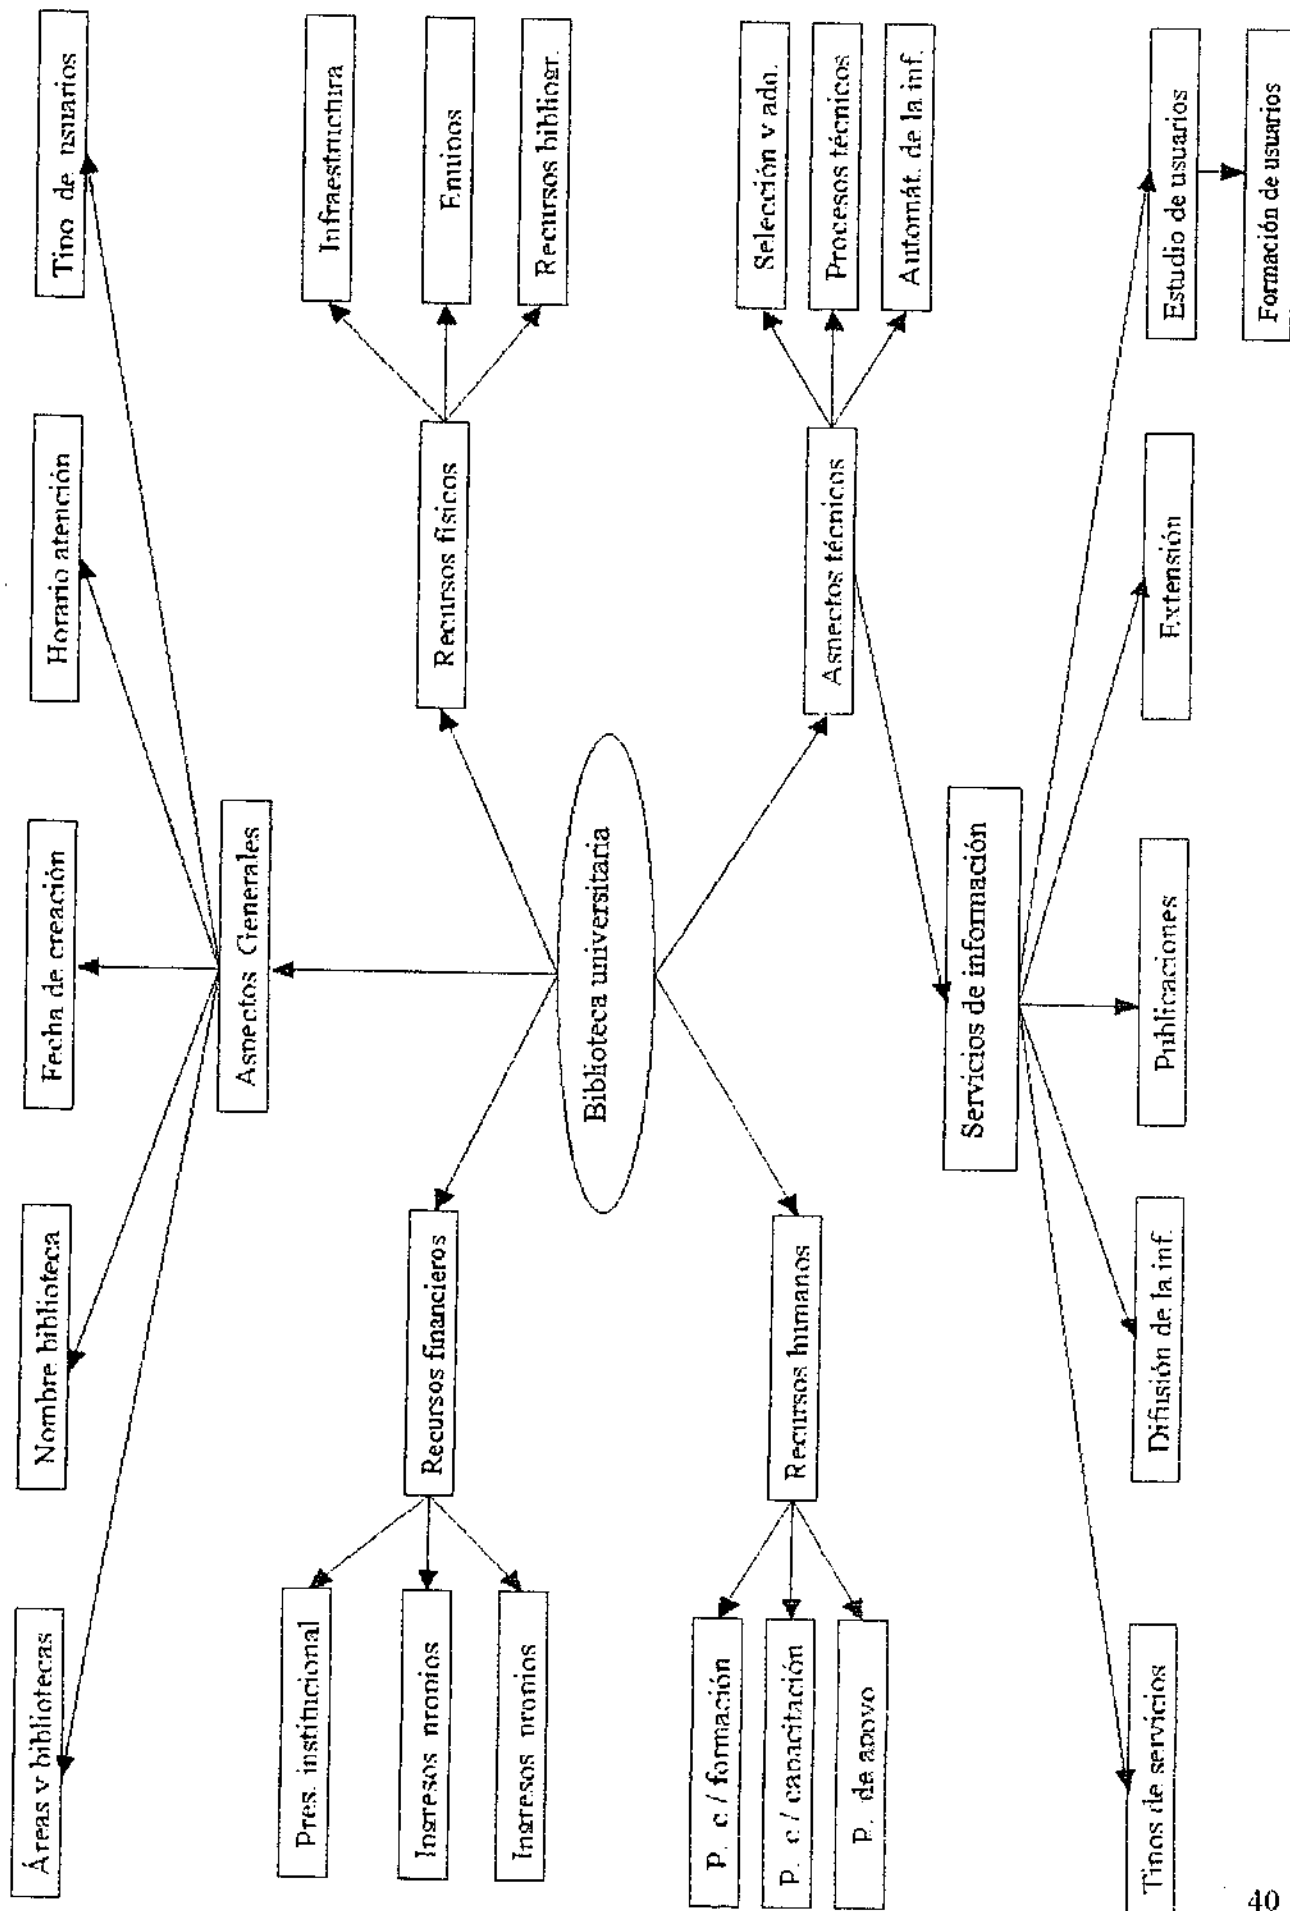 Áreas y bibliotecas
Nombre biblioteca
Fecha de creación
Horario atención
Tipo de usuarios
Aspectos Generales
Pres. institucional
Ingresos propios
Ingresos propios
Recursos financieros
Recursos físicos
Infraestructura
Equipos
Recursos bibliogr.
Biblioteca universitaria
P. c / formación
P. c / capacitación
P. de apoyo
Recursos humanos
Aspectos técnicos
Selección y adq.
Procesos técnicos
Automát. de la inf.
Servicios de información
Tipos de servicios
Difusión de la inf.
Publicaciones
Extensión
Estudio de usuarios
Formación de usuarios
40